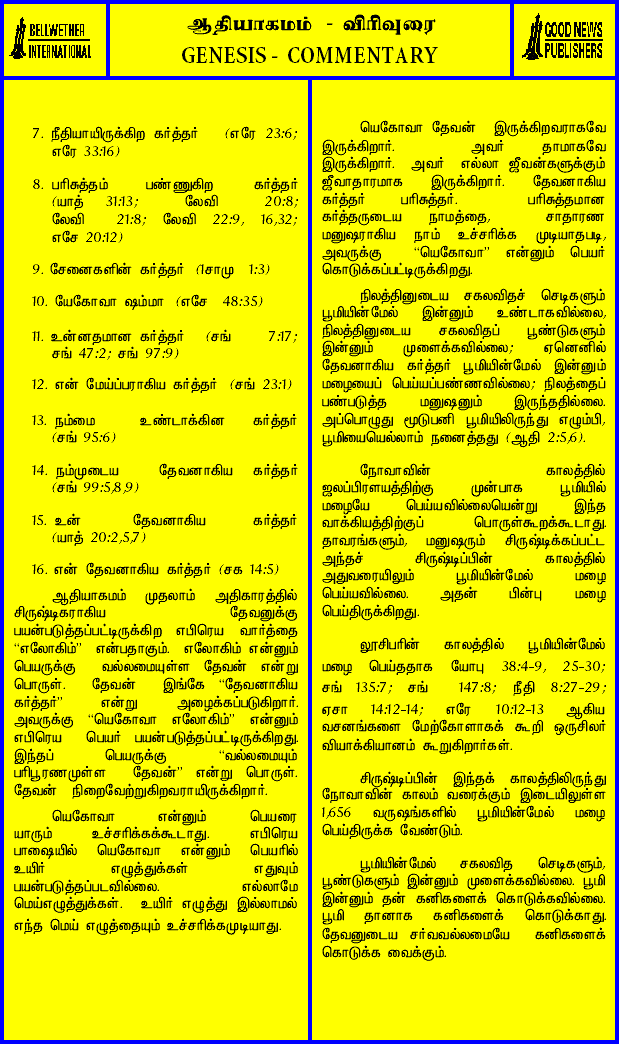 BELLWETHER
INTERNATIONAL
ஆதியாகமம் - விரிவுரை
GENESIS - COMMENTARY
GOOD NEWS
PUBLISHERS
7. நீதியாயிருக்கிற கர்த்தர் (எரே 23:6;
எரே 33:16)
8. பரிசுத்தம் பண்ணுகிற கர்த்தர்
(யாத் 31:13; லேவி 20:8;
லேவி 21:8; லேவி 22:9, 16,32;
எசே 20:12)
9. சேனைகளின் கர்த்தர் (1சாமு 1:3)
10. யேகோவா ஷம்மா (எசே 48:35)
11. உன்னதமான கர்த்தர் (சங் 7:17;
சங் 47:2; சங் 97:9)
12. என் மேய்ப்பராகிய கர்த்தர் (சங் 23:1)
13. நம்மை உண்டாக்கின கர்த்தர்
(சங் 95:6)
14. நம்முடைய தேவனாகிய கர்த்தர்
(சங் 99:5,8,9)
15. உன் தேவனாகிய கர்த்தர்
(யாத் 20:2,5,7)
16. என் தேவனாகிய கர்த்தர் (சக 14:5)
ஆதியாகமம் முதலாம் அதிகாரத்தில்
சிருஷ்டிகராகிய தேவனுக்கு
பயன்படுத்தப்பட்டிருக்கிற எபிரெய வார்த்தை
“எலோகிம்” என்பதாகும். எலோகிம் என்னும்
பெயருக்கு வல்லமையுள்ள தேவன் என்று
பொருள். தேவன் இங்கே “தேவனாகிய
கர்த்தர்” என்று அழைக்கப்படுகிறார்.
அவருக்கு “யெகோவா எலோகிம்” என்னும்
எபிரெய பெயர் பயன்படுத்தப்பட்டிருக்கிறது.
இந்தப் பெயருக்கு “வல்லமையும்
பரிபூரணமுள்ள தேவன்” என்று பொருள்.
தேவன் நிறைவேற்றுகிறவராயிருக்கிறார்.
யெகோவா என்னும் பெயரை
யாரும் உச்சரிக்கக்கூடாது. எபிரெய
பாஷையில் யெகோவா என்னும் பெயரில்
உயிர் எழுத்துக்கள் எதுவும்
பயன்படுத்தப்படவில்லை. எல்லாமே
மெய்எழுத்துக்கள். உயிர் எழுத்து இல்லாமல்
எந்த மெய் எழுத்தையும் உச்சரிக்கமுடியாது.
யெகோவா தேவன் இருக்கிறவராகவே
இருக்கிறார். அவர் தாமாகவே
இருக்கிறார். அவர் எல்லா ஜீவன்களுக்கும்
ஜீவாதாரமாக இருக்கிறார். தேவனாகிய
கர்த்தர் பரிசுத்தர். பரிசுத்தமான
கர்த்தருடைய நாமத்தை, சாதாரண
மனுஷராகிய நாம் உச்சரிக்க முடியாதபடி,
அவருக்கு “யெகோவா” என்னும் பெயர்
கொடுக்கப்பட்டிருக்கிறது.
நிலத்தினுடைய சகலவிதச் செடிகளும்
பூமியின்மேல் இன்னும் உண்டாகவில்லை,
நிலத்தினுடைய சகலவிதப் பூண்டுகளும்
இன்னும் முளைக்கவில்லை; ஏனெனில்
தேவனாகிய கர்த்தர் பூமியின்மேல் இன்னும்
மழையைப் பெய்யப்பண்ணவில்லை; நிலத்தைப்
பண்படுத்த மனுஷனும் இருந்ததில்லை.
அப்பொழுது மூடுபனி பூமியிலிருந்து எழும்பி,
பூமியையெல்லாம் நனைத்தது (ஆதி 2:5,6).
நோவாவின் காலத்தில்
ஜலப்பிரளயத்திற்கு முன்பாக பூமியில்
மழையே பெய்யவில்லையென்று இந்த
வாக்கியத்திற்குப் பொருள்கூறக்கூடாது.
தாவரங்களும், மனுஷரும் சிருஷ்டிக்கப்பட்ட
அந்தச் சிருஷ்டிப்பின் காலத்தில்
அதுவரையிலும் பூமியின்மேல் மழை
பெய்யவில்லை. அதன் பின்பு மழை
பெய்திருக்கிறது.
லூசிபரின் காலத்தில் பூமியின்மேல்
மழை பெய்ததாக யோபு 38:4-9, 25-30;
சங் 135:7; சங் 147:8; நீதி 8:27-29;
ஏசா 14:12-14; எரே 10:12-13 ஆகிய
வசனங்களை மேற்கோளாகக் கூறி ஒருசிலர்
வியாக்கியானம் கூறுகிறார்கள்.
சிருஷ்டிப்பின் இந்தக் காலத்திலிருந்து
நோவாவின் காலம் வரைக்கும் இடையிலுள்ள
1,656 வருஷங்களில் பூமியின்மேல் மழை
பெய்திருக்க வேண்டும்.
பூமியின்மேல் சகலவித செடிகளும்,
பூண்டுகளும் இன்னும் முளைக்கவில்லை. பூமி
இன்னும் தன் கனிகளைக் கொடுக்கவில்லை.
பூமி தானாக கனிகளைக் கொடுக்காது.
தேவனுடைய சர்வவல்லமையே கனிகளைக்
கொடுக்க வைக்கும்.